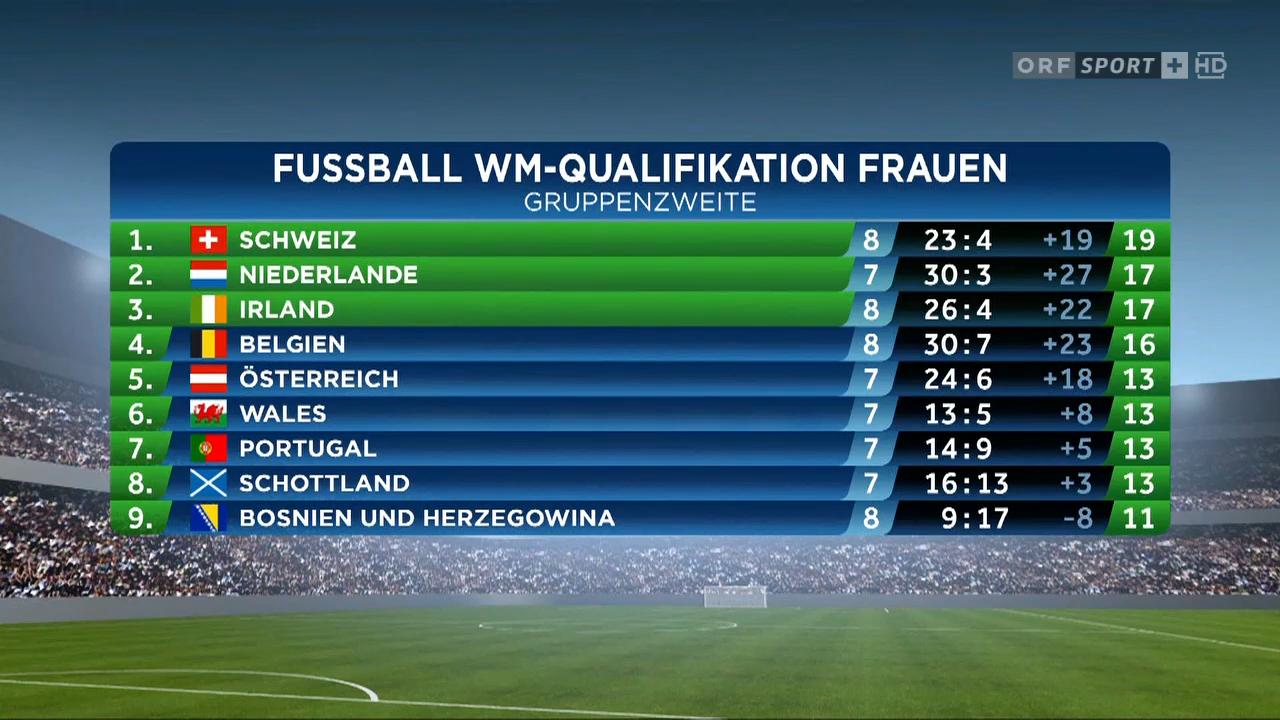 ORF SPORT + HD
FUSSBALL WM-QUALIFIKATION FRAUEN
GRUPPENZWEITE
1. SCHWEIZ 8 23:4 +19 19
2. NIEDERLANDE 7 30:3 +27 17
3. IRLAND 8 26:4 +22 17
4. BELGIEN 8 30:7 +23 16
5. ÖSTERREICH 7 24:6 +18 13
6. WALES 7 13:5 +8 13
7. PORTUGAL 7 14:9 +5 13
8. SCHOTTLAND 7 16:13 +3 13
9. BOSNIEN UND HERZEGOWINA 8 9:17 -8 11